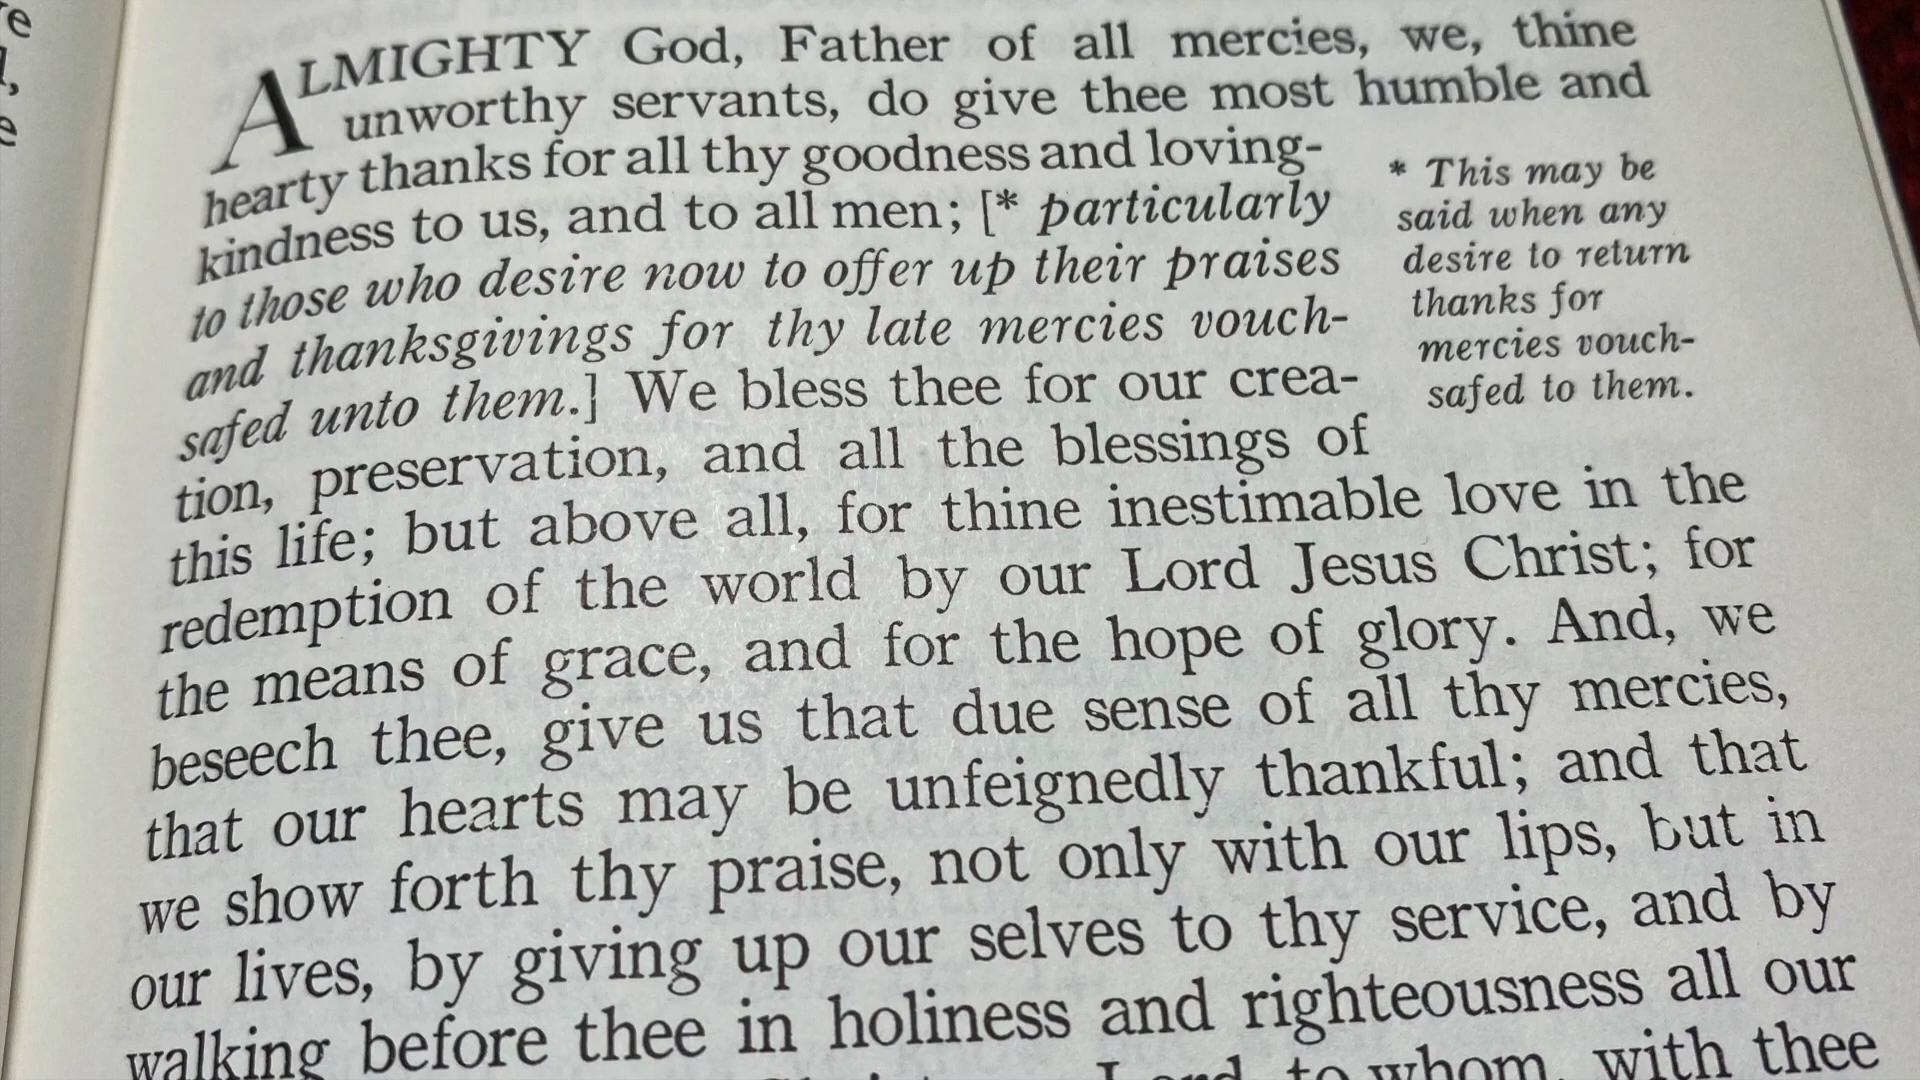 ALMIGHTY God, Father of all mercies, we, thine
unworthy servants, do give thee most humble and
hearty thanks for all thy goodness and loving-
kindness to us, and to all men; [* particularly
to those who desire now to offer up their praises
and thanksgivings for thy late mercies vouch-
safed unto them.] We bless thee for our crea-
tion, preservation, and all the blessings of
* This may be
said when any
desire to return
thanks for
mercies vouch-
safed to them.
this life; but above all, for thine inestimable love in the
redemption of the world by our Lord Jesus Christ; for
the means of grace, and for the hope of glory. And, we
beseech thee, give us that due sense of all thy mercies,
that our hearts may be unfeignedly thankful; and that
we show forth thy praise, not only with our lips, but in
our lives, by giving up our selves to thy service, and by
walking before thee in holiness and righteousness all our
Lord, to whom, with thee